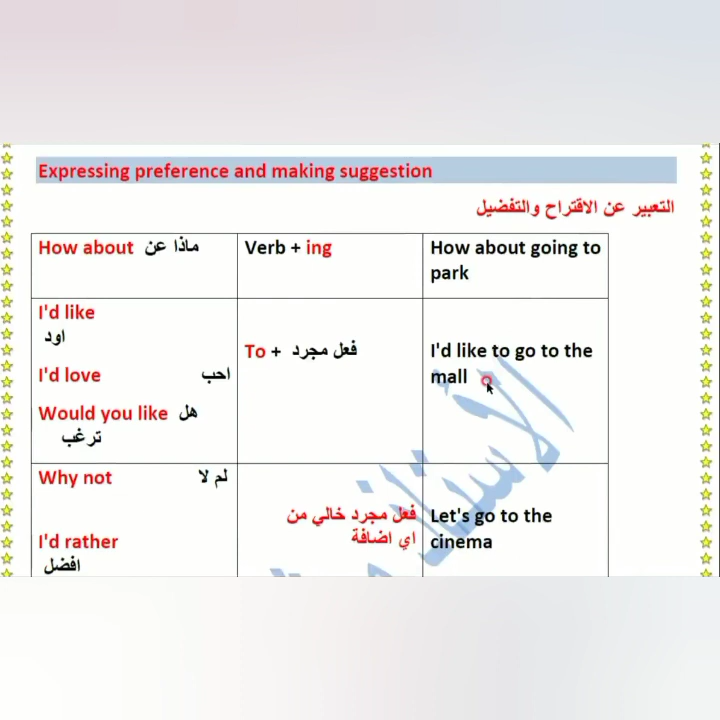 Expressing preference and making suggestion
التعبير عن الاقتراح والتفضيل
How about ماذا عن
Verb + ing
How about going to
park
I'd like
اود
I'd love احب
Would you like هل
ترغب
To + فعل مجرد
I'd like to go to the
mall
Why not لم لا
I'd rather
افضل
فعل مجرد خالي من
اي اضافة
Let's go to the
cinema
الأستاذ